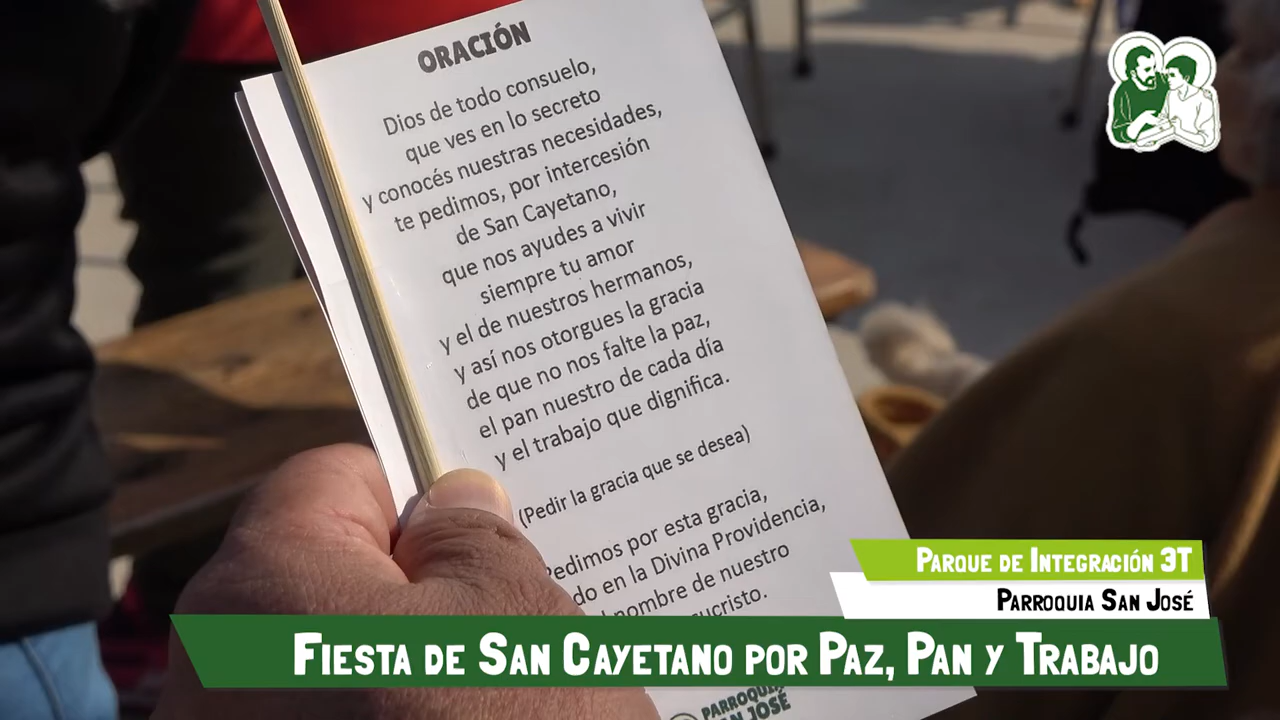 ORACIÓN
Dios de todo consuelo,
que ves en lo secreto
y conocés nuestras necesidades,
te pedimos, por intercesión
de San Cayetano,
que nos ayudes a vivir
siempre tu amor
y el de nuestros hermanos,
y así nos otorgues la gracia
de que no nos falte la paz,
el pan nuestro de cada día
y el trabajo que dignifica.
(Pedir la gracia que se desea)
Pedimos por esta gracia,
en la Divina Providencia,
nombre de nuestro
PARROQUIA
SAN JOSÉ
PARQUE DE INTEGRACIÓN 3T
PARROQUIA SAN JOSÉ
FIESTA DE SAN CAYETANO POR PAZ, PAN Y TRABAJO